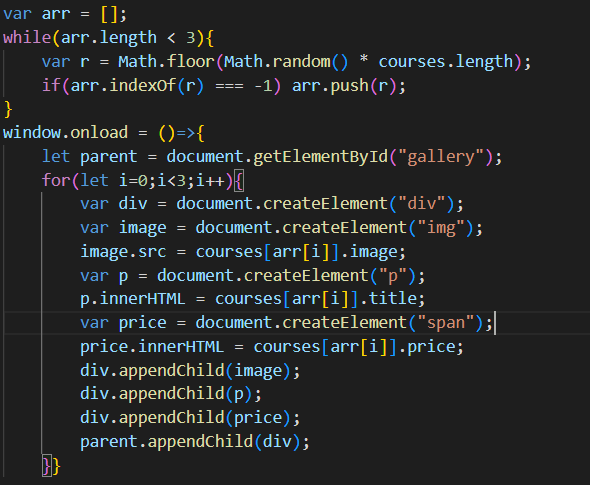 var arr = [];
while(arr.length < 3){
    var r = Math.floor(Math.random() * courses.length);
    if(arr.indexOf(r) === -1) arr.push(r);
}
window.onload = ()=>{
    let parent = document.getElementById("gallery");
    for(let i=0;i<3;i++){
        var div = document.createElement("div");
        var image = document.createElement("img");
        image.src = courses[arr[i]].image;
        var p = document.createElement("p");
        p.innerHTML = courses[arr[i]].title;
        var price = document.createElement("span");
        price.innerHTML = courses[arr[i]].price;
        div.appendChild(image);
        div.appendChild(p);
        div.appendChild(price);
        parent.appendChild(div);
    }}